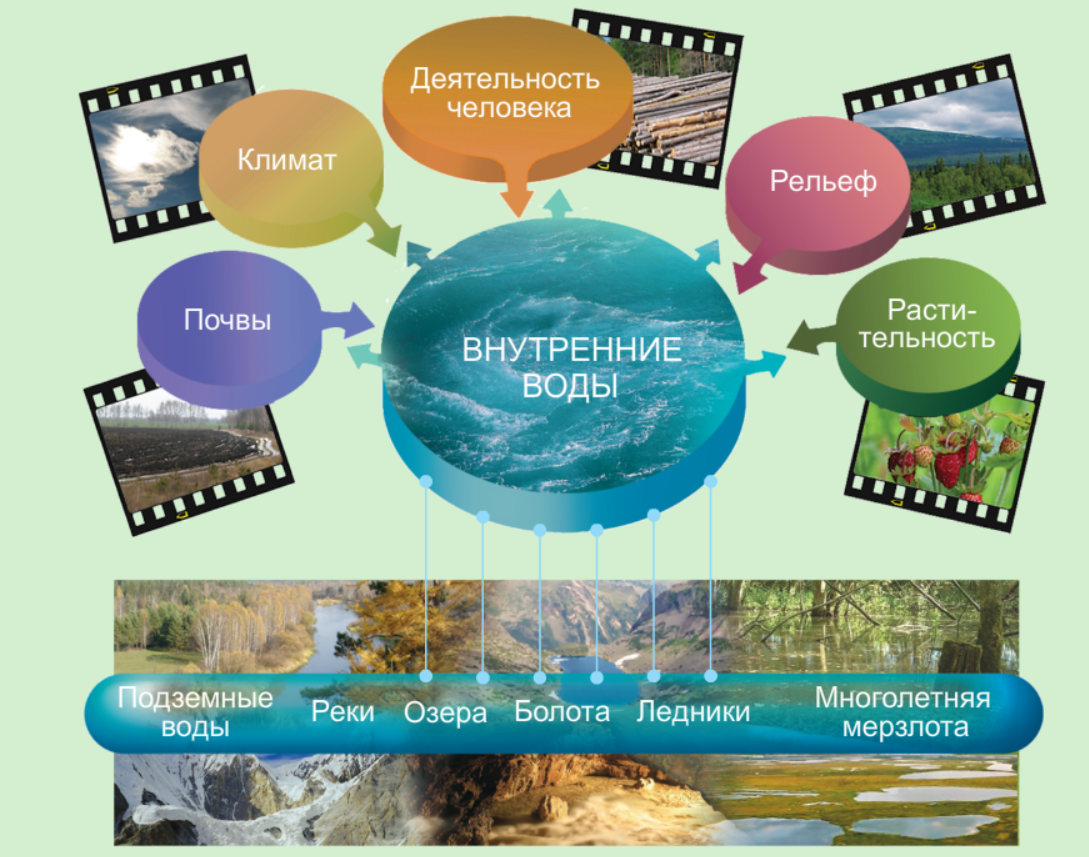 Деятельность
человека
Климат
Рельеф
Почвы
Расти-
тельность
ВНУТРЕННИЕ
ВОДЫ
Подземные
воды
Реки
Озера
Болота
Ледники
Многолетняя
мерзлота